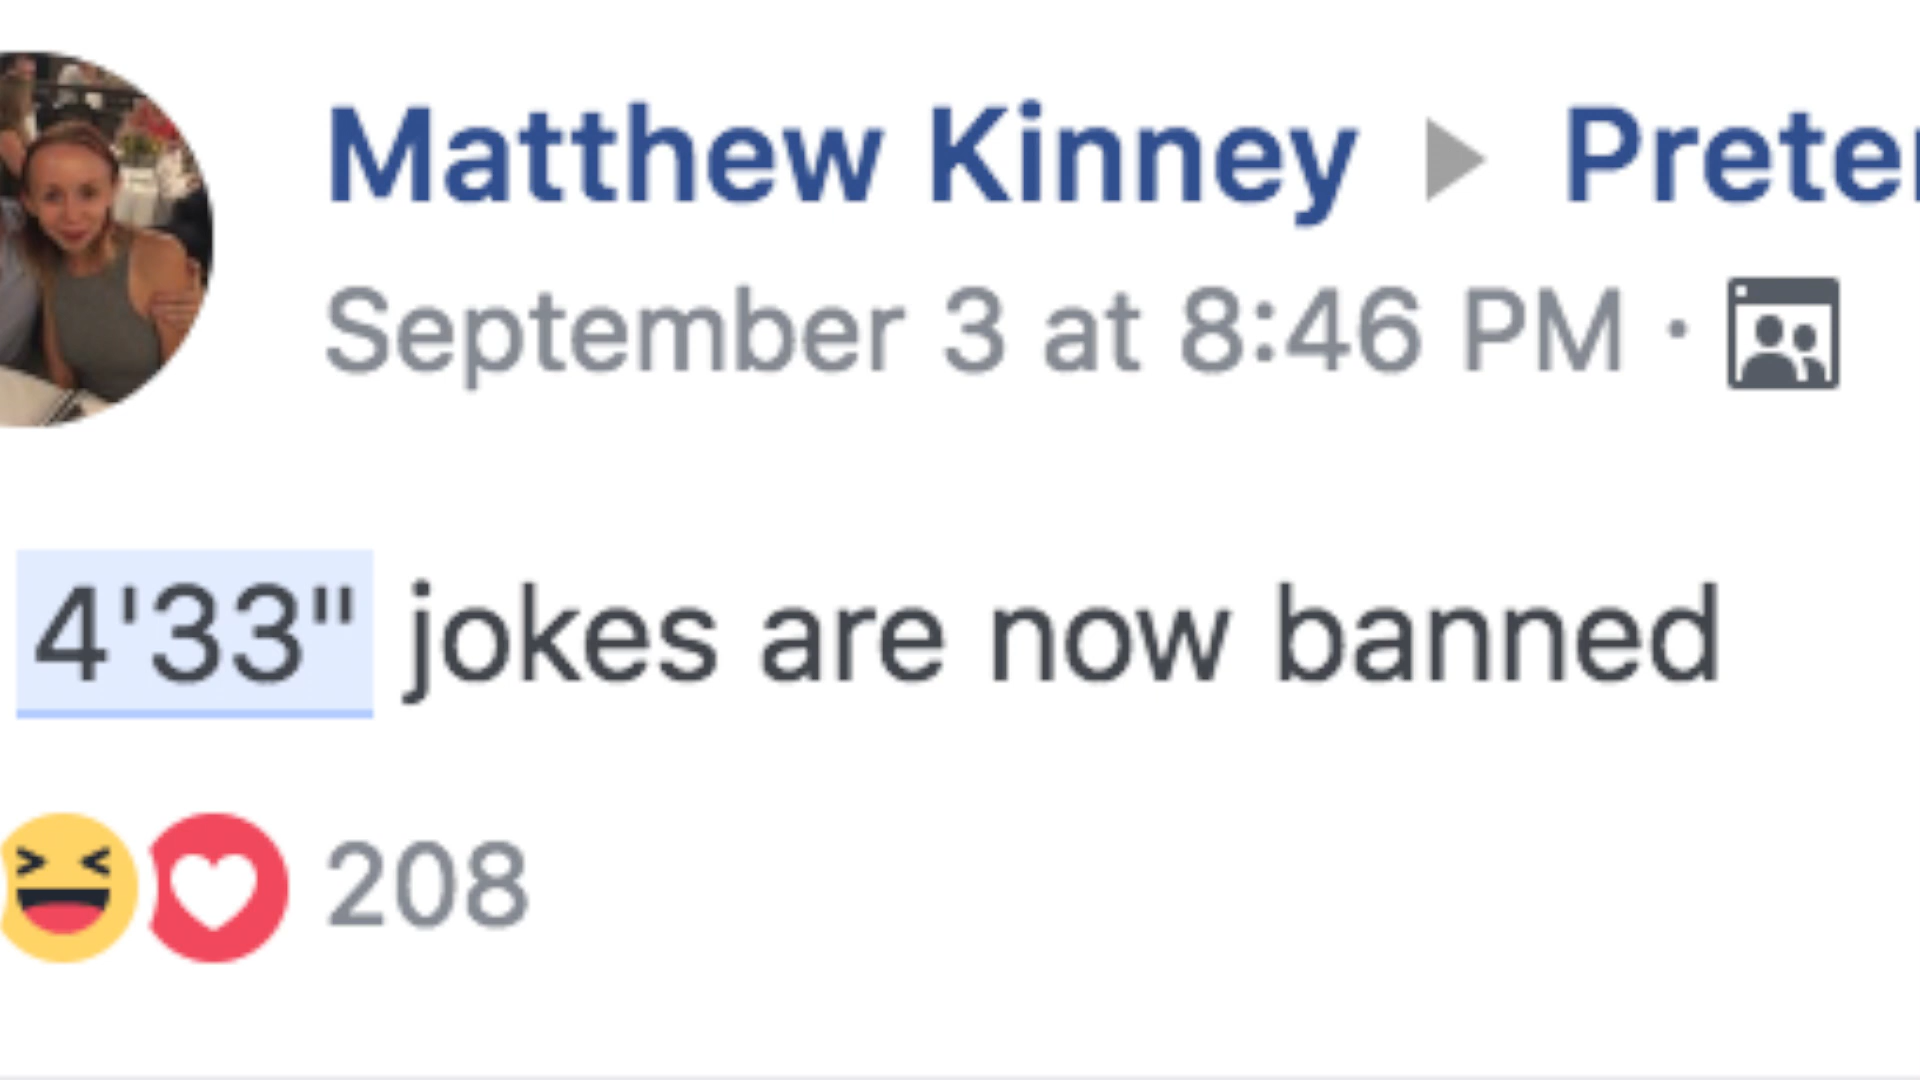 Matthew Kinney ▶ Preten
September 3 at 8:46 PM ·
4'33" jokes are now banned
208